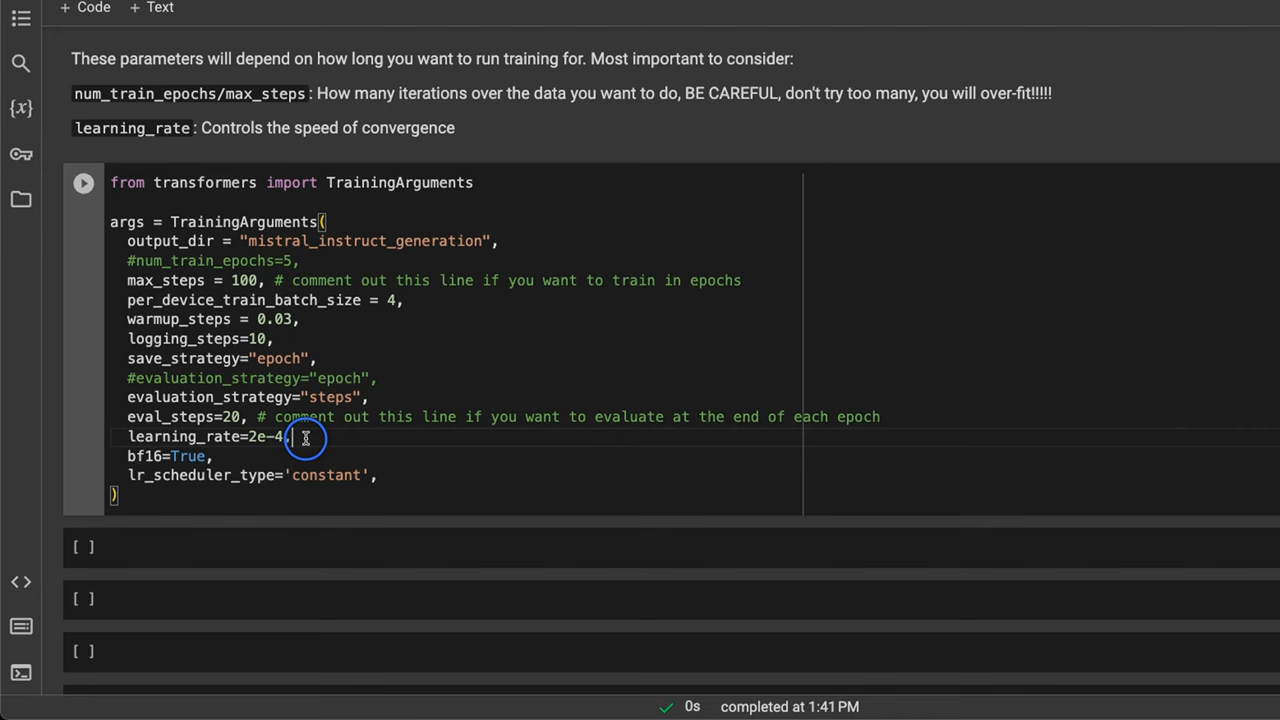 + Code + Text
These parameters will depend on how long you want to run training for. Most important to consider:
num_train_epochs/max_steps: How many iterations over the data you want to do, BE CAREFUL, don't try too many, you will over-fit!!!!!
learning_rate: Controls the speed of convergence
from transformers import TrainingArguments
args = TrainingArguments(
output_dir = "mistral_instruct_generation",
#num_train_epochs=5,
max_steps = 100, # comment out this line if you want to train in epochs
per_device_train_batch_size = 4,
warmup_steps = 0.03,
logging_steps=10,
save_strategy="epoch",
#evaluation_strategy="epoch",
evaluation_strategy="steps",
eval_steps=20, # comment out this line if you want to evaluate at the end of each epoch
learning_rate=2e-4,
bf16=True,
lr_scheduler_type='constant',
)
[ ]
[ ]
[ ]
0s completed at 1:41 PM